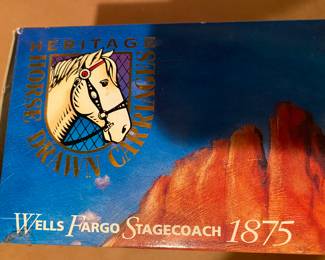 HERITAGE
HORSE DRAWN CARRIAGES
WELLS FARGO STAGECOACH 1875